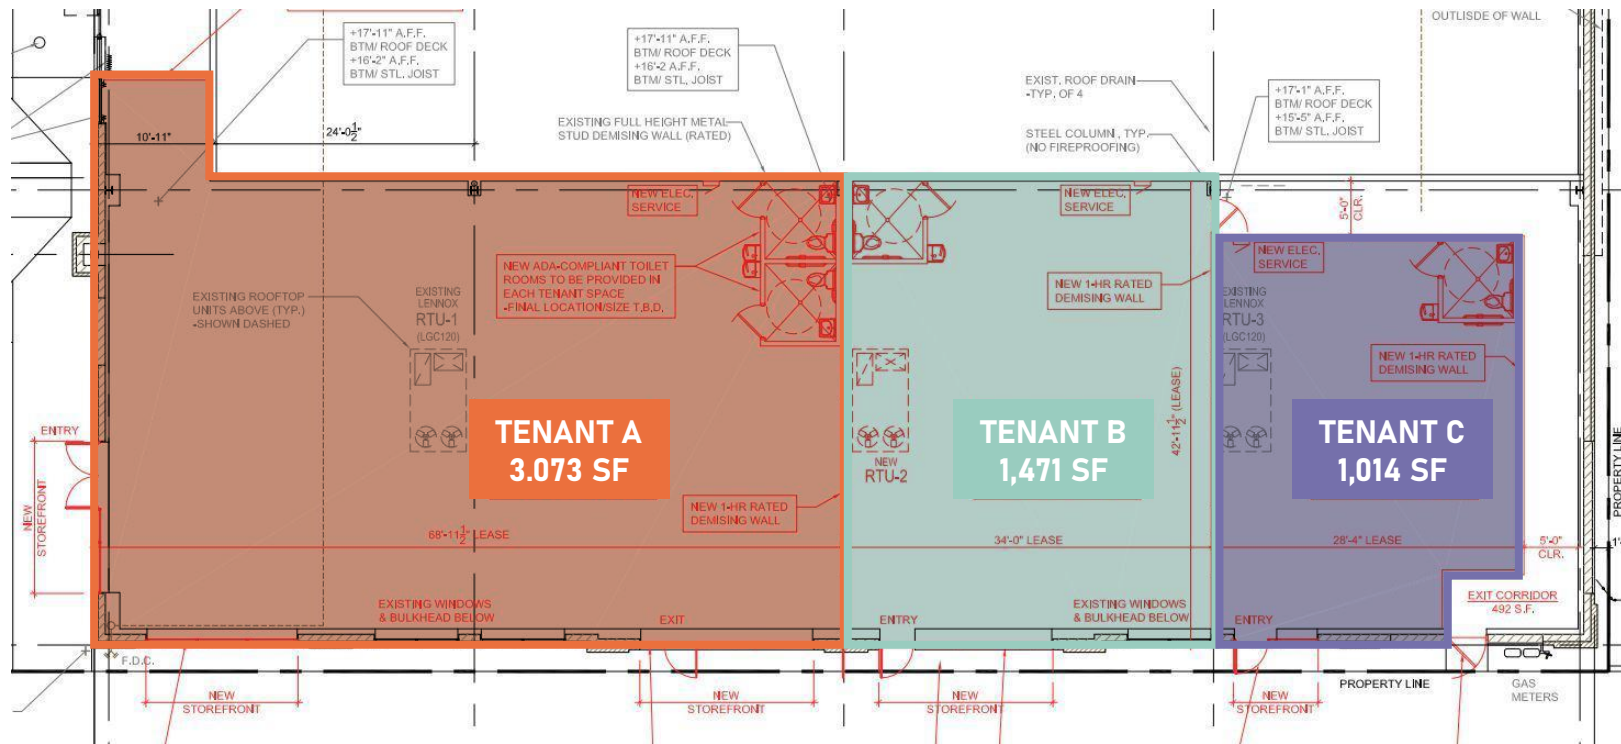 OUTLISDE OF WALL
+17'-11" A.F.F.
BTM/ ROOF DECK
+16'-2" A.F.F.
BTM/ STL. JOIST
+17'-11" A.F.F.
BTM/ ROOF DECK
+16'-2 A.F.F.
BTM/ STL. JOIST
EXIST. ROOF DRAIN
-TYP. OF 4
+17'-1" A.F.F.
BTM/ ROOF DECK
+15'-5" A.F.F.
BTM/ STL. JOIST
10'-11"
24'-0½"
EXISTING FULL HEIGHT METAL
STUD DEMISING WALL (RATED)
STEEL COLUMN, TYP.
(NO FIREPROOFING)
NEW ELEC.
SERVICE
NEW ELEC.
SERVICE
5'-0"
CLR.
NEW ELEC.
SERVICE
NEW ADA-COMPLIANT TOILET
ROOMS TO BE PROVIDED IN
EACH TENANT SPACE
-FINAL LOCATION/SIZE T.B.D.
NEW 1-HR RATED
DEMISING WALL
EXISTING ROOFTOP
UNITS ABOVE (TYP.)
-SHOWN DASHED
EXISTING
LENNOX
RTU-1
(LGC120)
EXISTING
LENNOX
RTU-3
(LGC120)
NEW 1-HR RATED
DEMISING WALL
42'-11½" (LEASE)
TENANT A
3.073 SF
TENANT B
1,471 SF
TENANT C
1,014 SF
ENTRY
NEW
STOREFRONT
NEW
RTU-2
PROPERTY LINE
NEW 1-HR RATED
DEMISING WALL
68'-11½" LEASE
34'-0" LEASE
28'-4" LEASE
5'-0"
CLR.
1'
EXISTING WINDOWS
& BULKHEAD BELOW
EXIT
ENTRY
EXISTING WINDOWS
& BULKHEAD BELOW
ENTRY
EXIT CORRIDOR
492 S.F.
F.D.C.
PROPERTY LINE
GAS
METERS
NEW
STOREFRONT
NEW
STOREFRONT
NEW
STOREFRONT
NEW
STOREFRONT